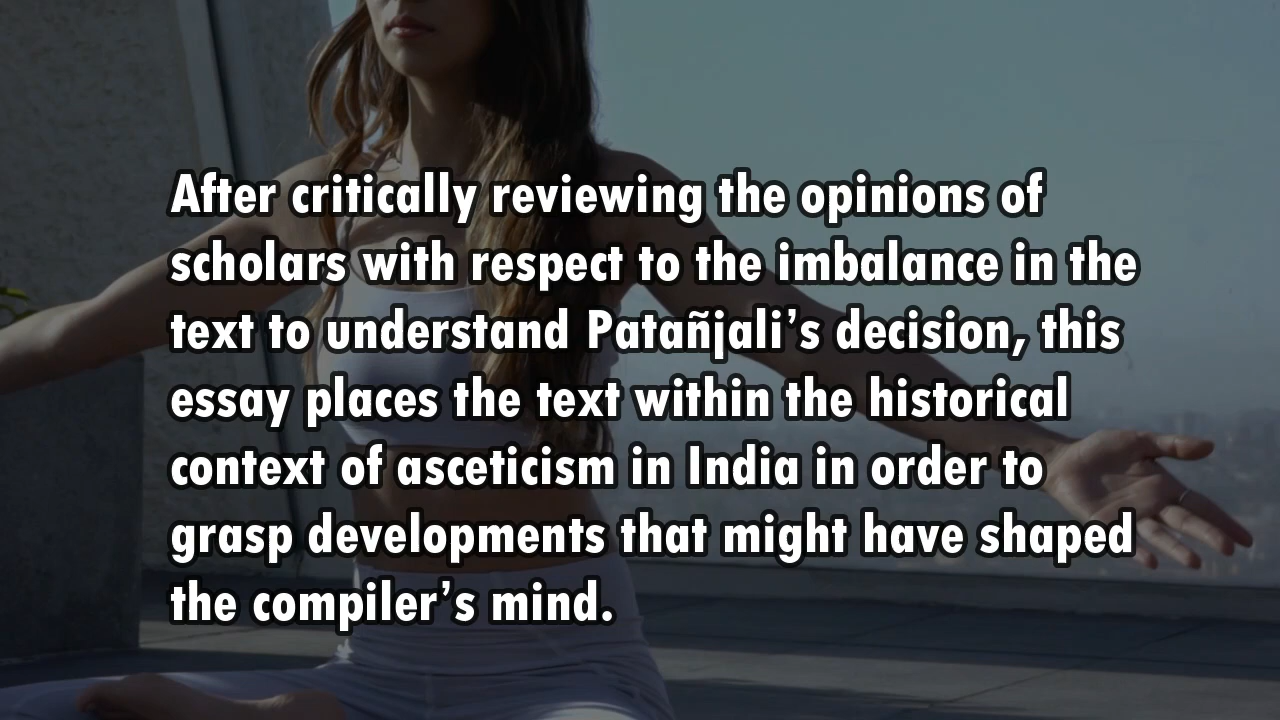 After critically reviewing the opinions of
scholars with respect to the imbalance in the
text to understand Patañjali’s decision, this
essay places the text within the historical
context of asceticism in India in order to
grasp developments that might have shaped
the compiler’s mind.